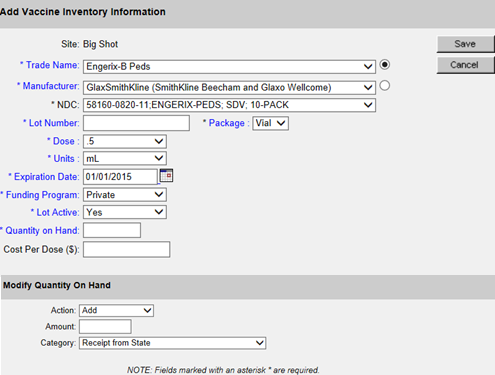 Add Vaccine Inventory Information
Site: Big Shot
Save
* Trade Name: Engerix-B Peds
Cancel
* Manufacturer: GlaxSmithKline (SmithKline Beecham and Glaxo Wellcome)
* NDC: 58160-0820-11;ENGERIX-PEDS; SDV; 10-PACK
* Lot Number: * Package : Vial
* Dose : .5
* Units : mL
* Expiration Date: 01/01/2015
* Funding Program: Private
* Lot Active: Yes
* Quantity on Hand:
Cost Per Dose ($):
Modify Quantity On Hand
Action: Add
Amount:
Category: Receipt from State
NOTE: Fields marked with an asterisk * are required.